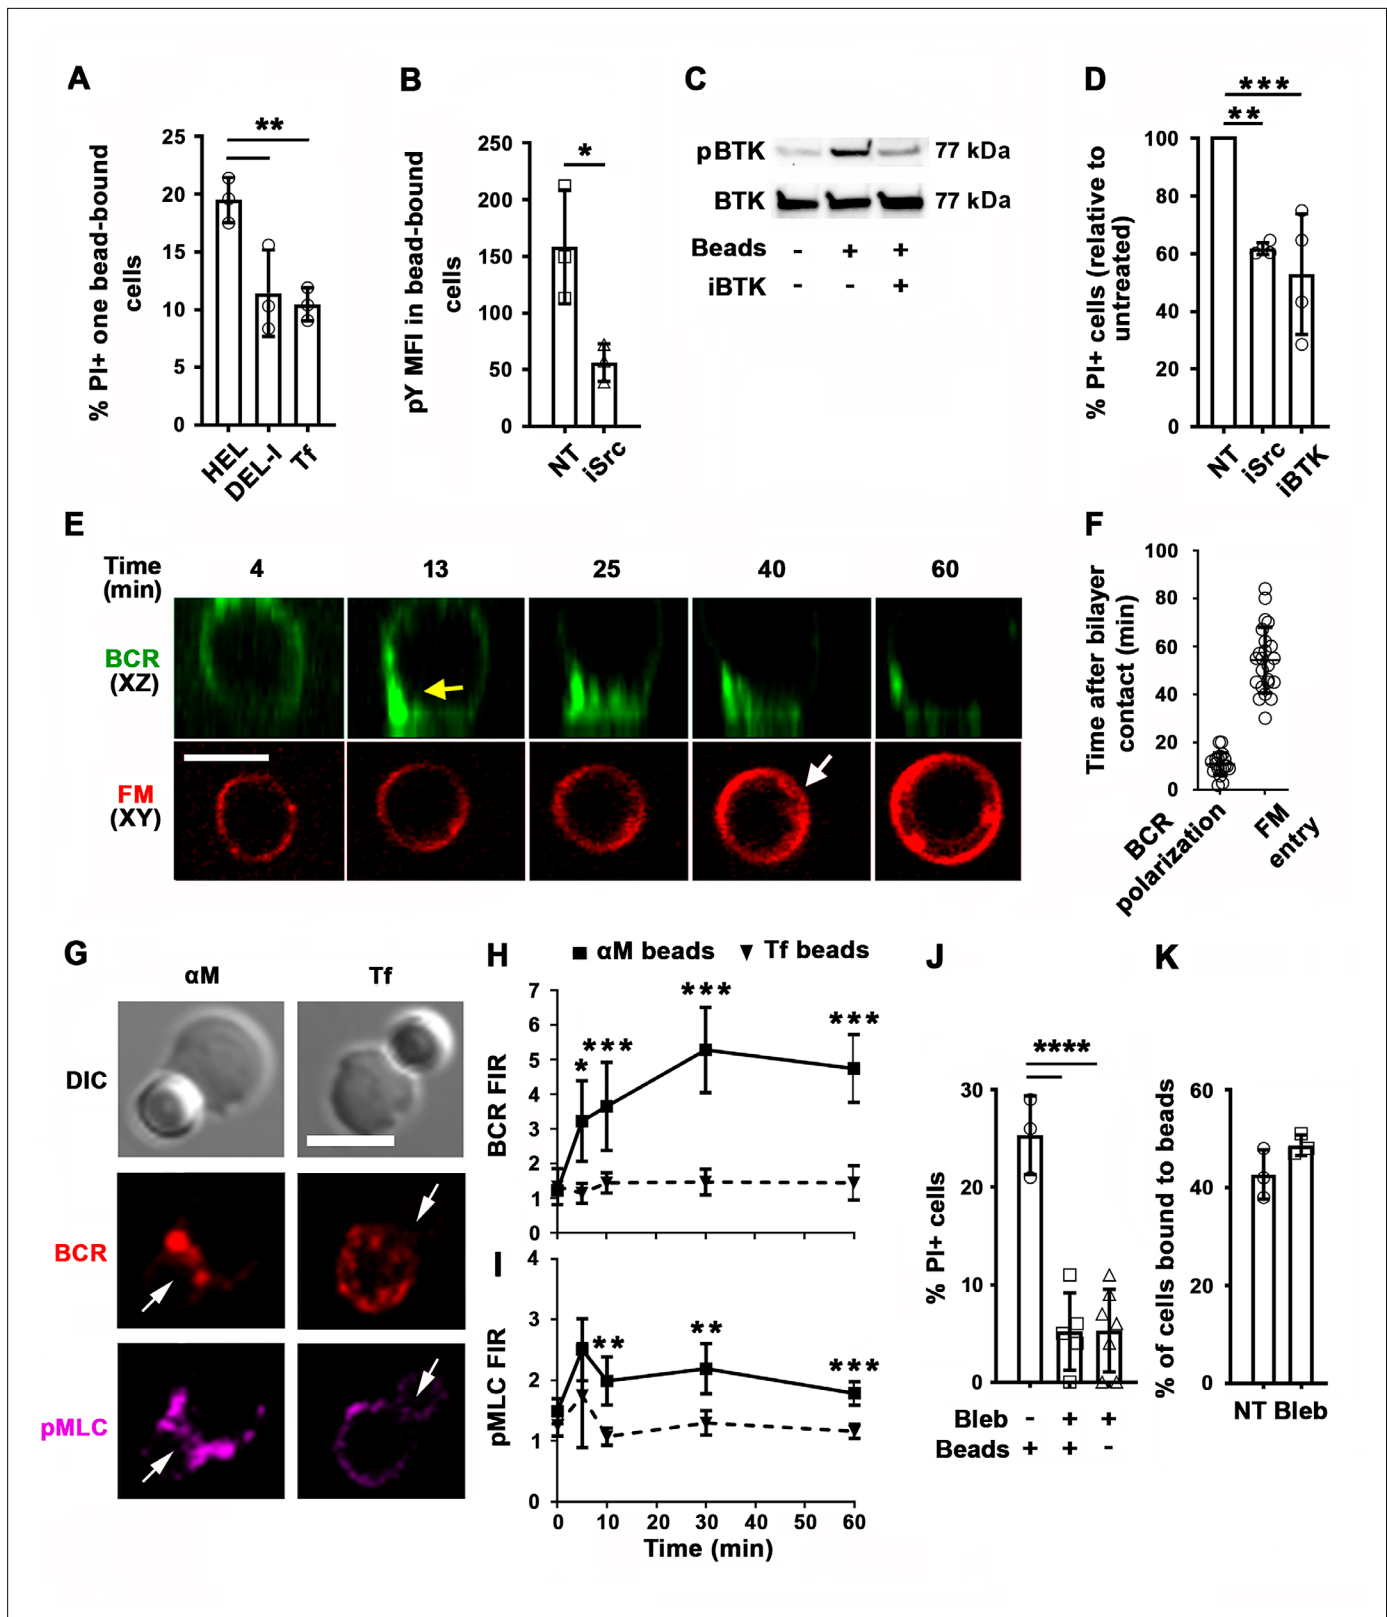 A
% PI+ one bead-bound
cells
25
20
15
10
5
0
**
HEL
DEL-I
Tf
B
pY MFI in bead-bound
cells
250
200
150
100
50
0
*
NT
iSrc
C
pBTK
77 kDa
BTK
77 kDa
Beads - + +
iBTK - - +
D
% PI+ cells (relative to
untreated)
100
80
60
40
20
0
***
**
NT
iSrc
iBTK
E
Time
(min)
4 13 25 40 60
BCR
(XZ)
FM
(XY)
F
Time after bilayer
contact (min)
100
80
60
40
20
0
BCR
polarization
FM
entry
G
αM Tf
DIC
BCR
pMLC
αM beads Tf beads
H
BCR FIR
7
6
5
4
3
2
1
0
* *** *** ***
I
pMLC FIR
4
3
2
1
0
** ** ***
0 10 20 30 40 50 60
Time (min)
J
% PI+ cells
30
20
10
0
****
Bleb - + +
Beads + + -
K
% of cells bound to beads
60
40
20
0
NT Bleb